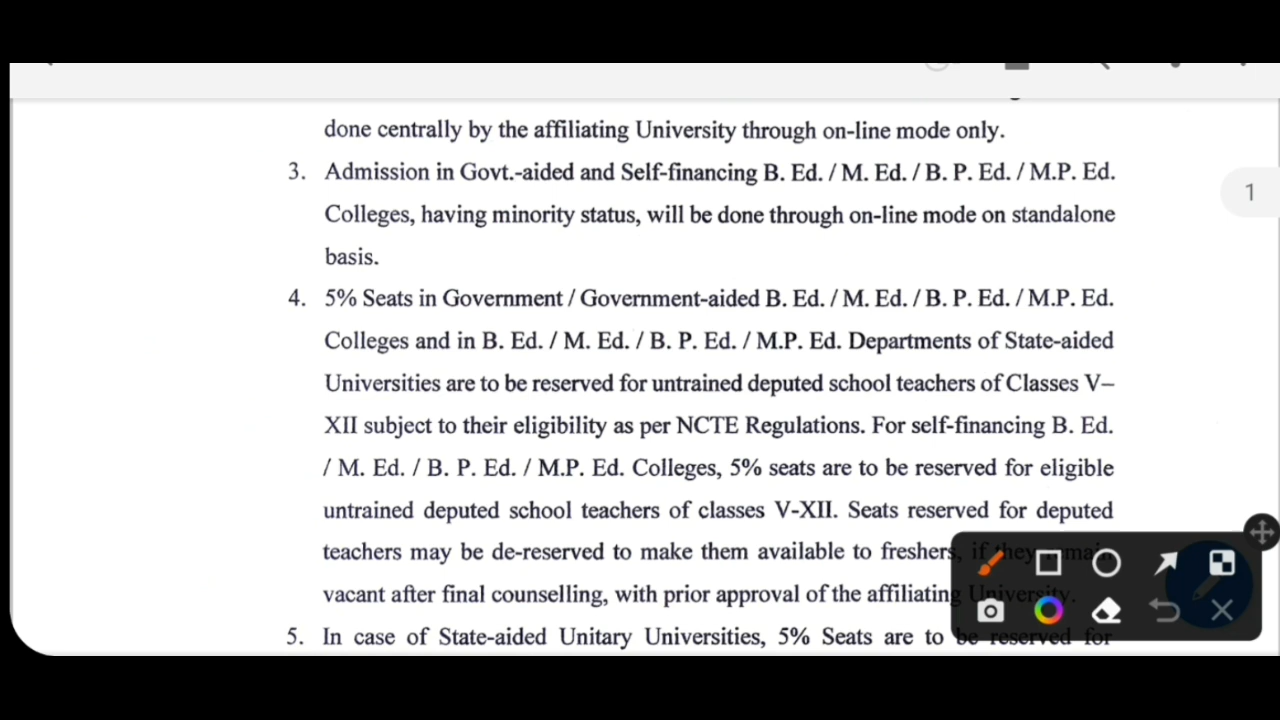 done centrally by the affiliating University through on-line mode only.
3. Admission in Govt.-aided and Self-financing B. Ed. / M. Ed. / B. P. Ed. / M.P. Ed.
1
Colleges, having minority status, will be done through on-line mode on standalone
basis.
4. 5% Seats in Government / Government-aided B. Ed. / M. Ed. / B. P. Ed. / M.P. Ed.
Colleges and in B. Ed. / M. Ed. / B. P. Ed. / M.P. Ed. Departments of State-aided
Universities are to be reserved for untrained deputed school teachers of Classes V–
XII subject to their eligibility as per NCTE Regulations. For self-financing B. Ed.
/ M. Ed. / B. P. Ed. / M.P. Ed. Colleges, 5% seats are to be reserved for eligible
untrained deputed school teachers of classes V-XII. Seats reserved for deputed
teachers may be de-reserved to make them available to freshers, if they remain
vacant after final counselling, with prior approval of the affiliating University.
5. In case of State-aided Unitary Universities, 5% Seats are to be reserved for